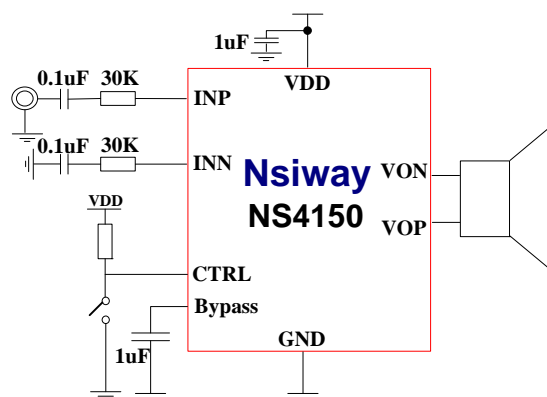 1uF
VDD
0.1uF 30K
INP
0.1uF 30K
INN
Nsiway
NS4150
VON
VOP
VDD
CTRL
Bypass
1uF
GND